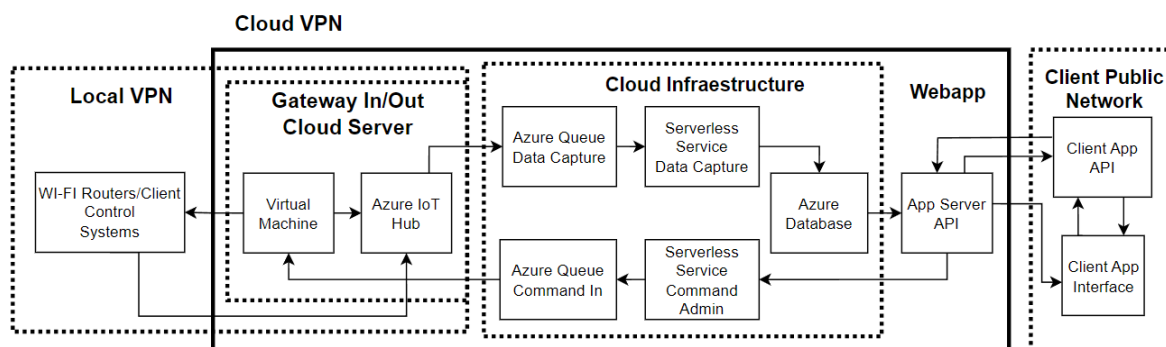 Cloud VPN
Local VPN
Gateway In/Out
Cloud Server
Cloud Infraestructure
Webapp
Client Public
Network
WI-FI Routers/Client
Control
Systems
Virtual
Machine
Azure IoT
Hub
Azure Queue
Data Capture
Serverless
Service
Data Capture
Azure
Database
App Server
API
Client App
API
Azure Queue
Command In
Serverless
Service
Command
Admin
Client App
Interface